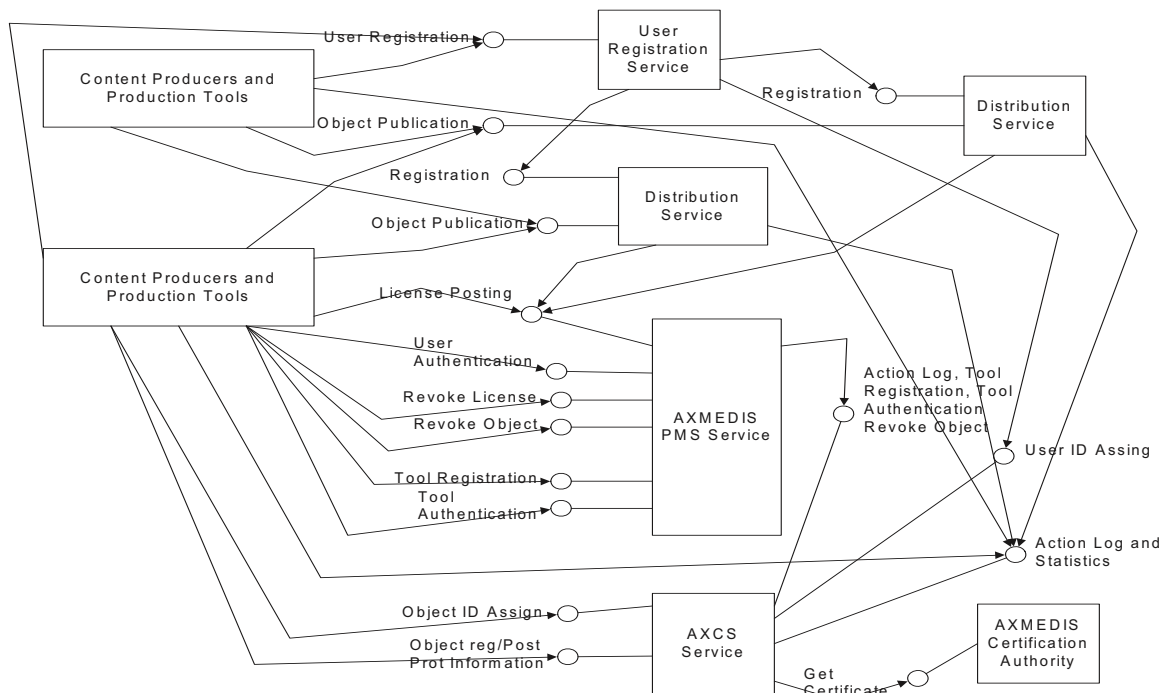 User Registration
User
Registration
Service
Content Producers and
Production Tools
Registration
Distribution
Service
Object Publication
Registration
Distribution
Service
Object Publication
Content Producers and
Production Tools
License Posting
User
Authentication
Revoke License
Revoke Object
Tool Registration
Tool
Authentication
AXMEDIS
PMS Service
Action Log, Tool
Registration, Tool
Authentication
Revoke Object
User ID Assing
Action Log and
Statistics
Object ID Assign
Object reg/Post
Prot Information
AXCS
Service
AXMEDIS
Certification
Authority
Get
Certificate